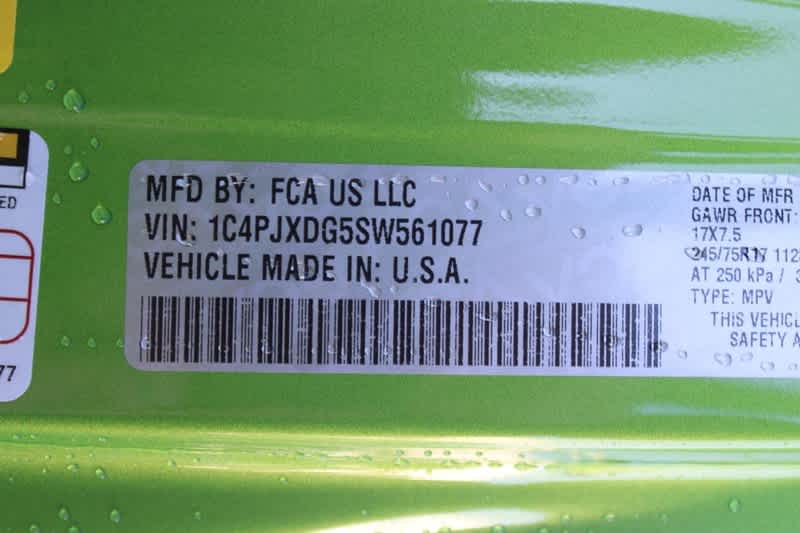 ED
77
MFD BY: FCA US LLC
VIN: 1C4PJXDG5SW561077
VEHICLE MADE IN: U.S.A.
DATE OF MFR
GAWR FRONT:
17X7.5
245/75R17 112
AT 250 kPa /
TYPE: MPV
THIS VEHICL
SAFETY A